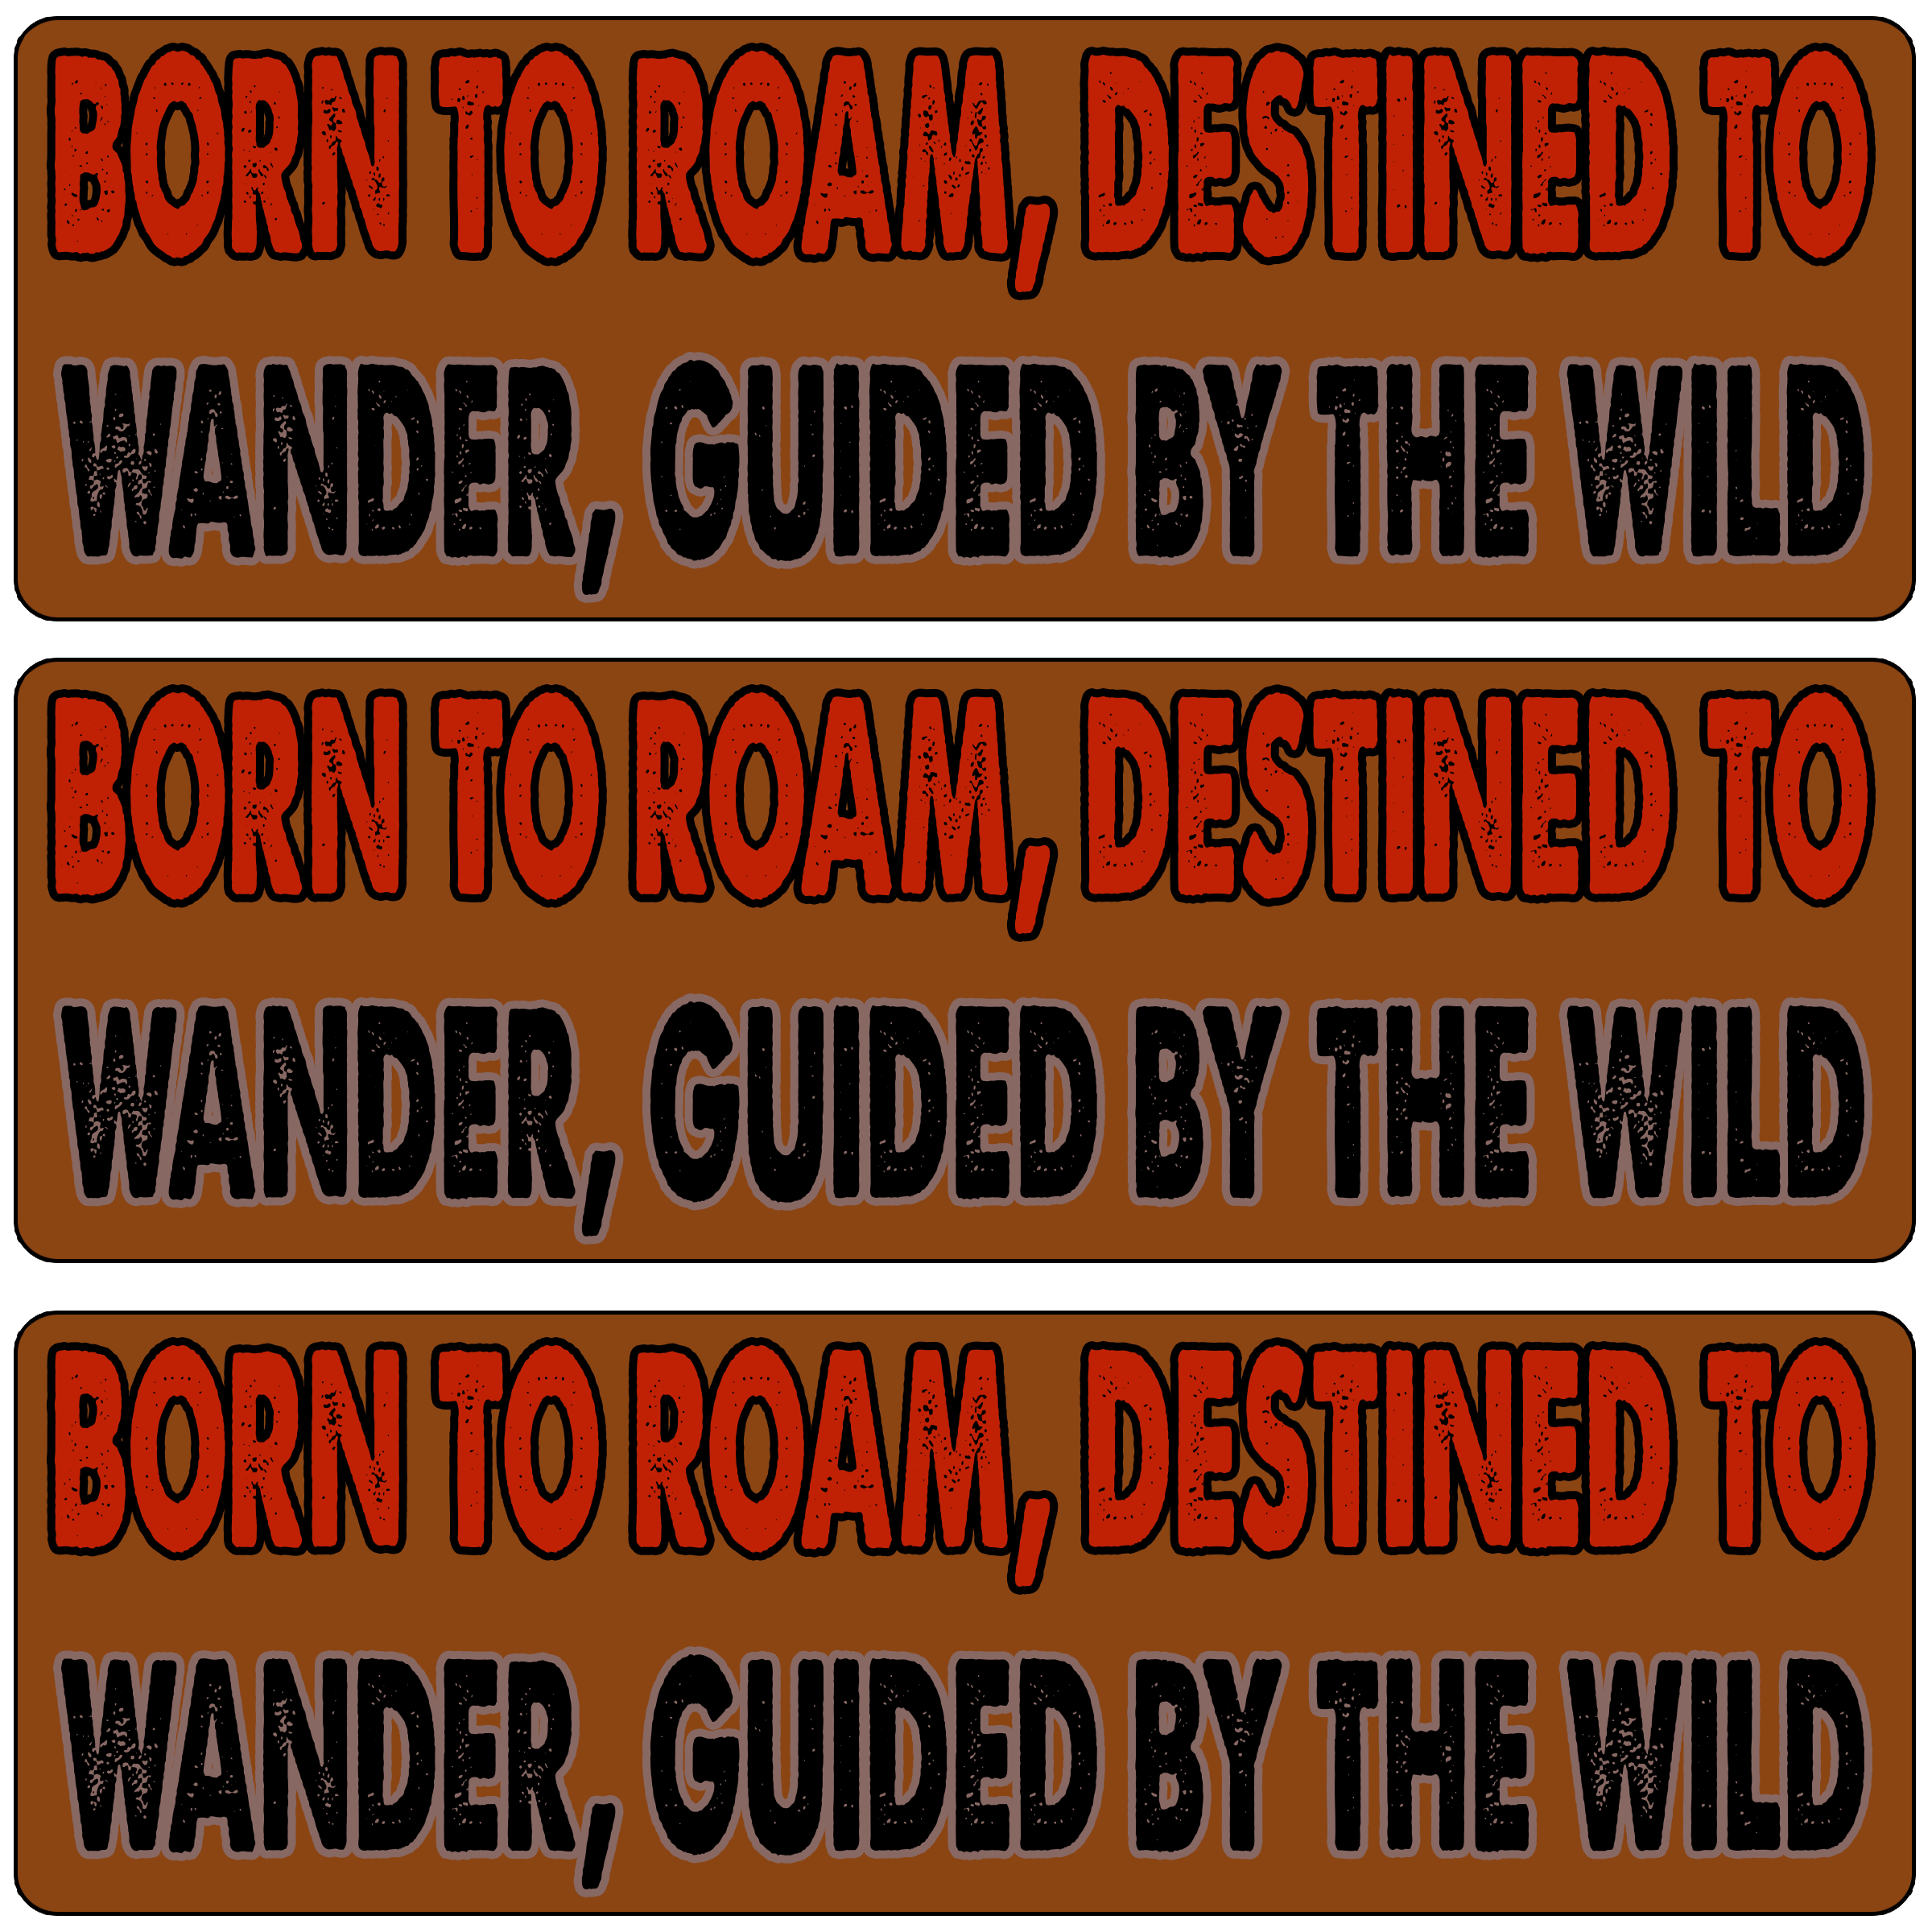 BORN TO ROAM, DESTINED TO
WANDER, GUIDED BY THE WILD
BORN TO ROAM, DESTINED TO
WANDER, GUIDED BY THE WILD
BORN TO ROAM, DESTINED TO
WANDER, GUIDED BY THE WILD